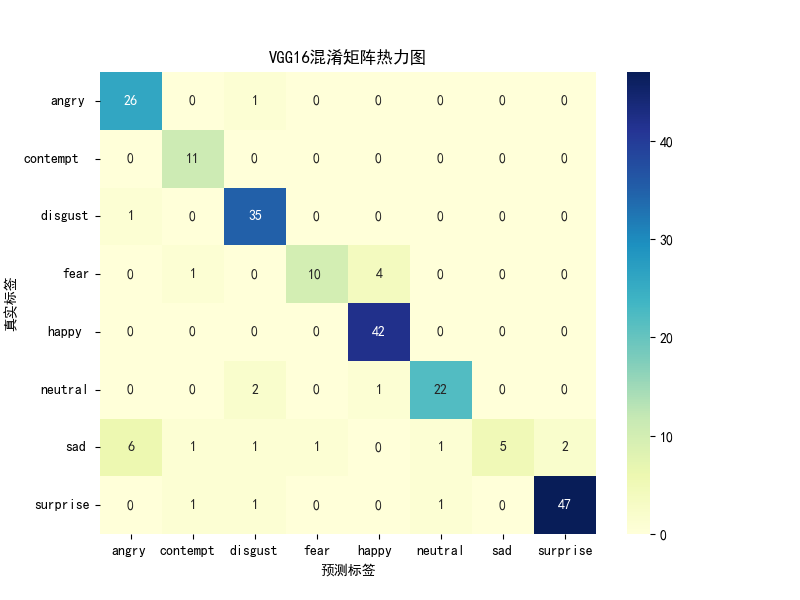 VGG16混淆矩阵热力图
真实标签
angry 26 0 1 0 0 0 0 0
contempt 0 11 0 0 0 0 0 0
disgust 1 0 35 0 0 0 0 0
fear 0 1 0 10 4 0 0 0
happy 0 0 0 0 42 0 0 0
neutral 0 0 2 0 1 22 0 0
sad 6 1 1 1 0 1 5 2
surprise 0 1 1 0 0 1 0 47
angry contempt disgust fear happy neutral sad surprise
预测标签
40
30
20
10
0